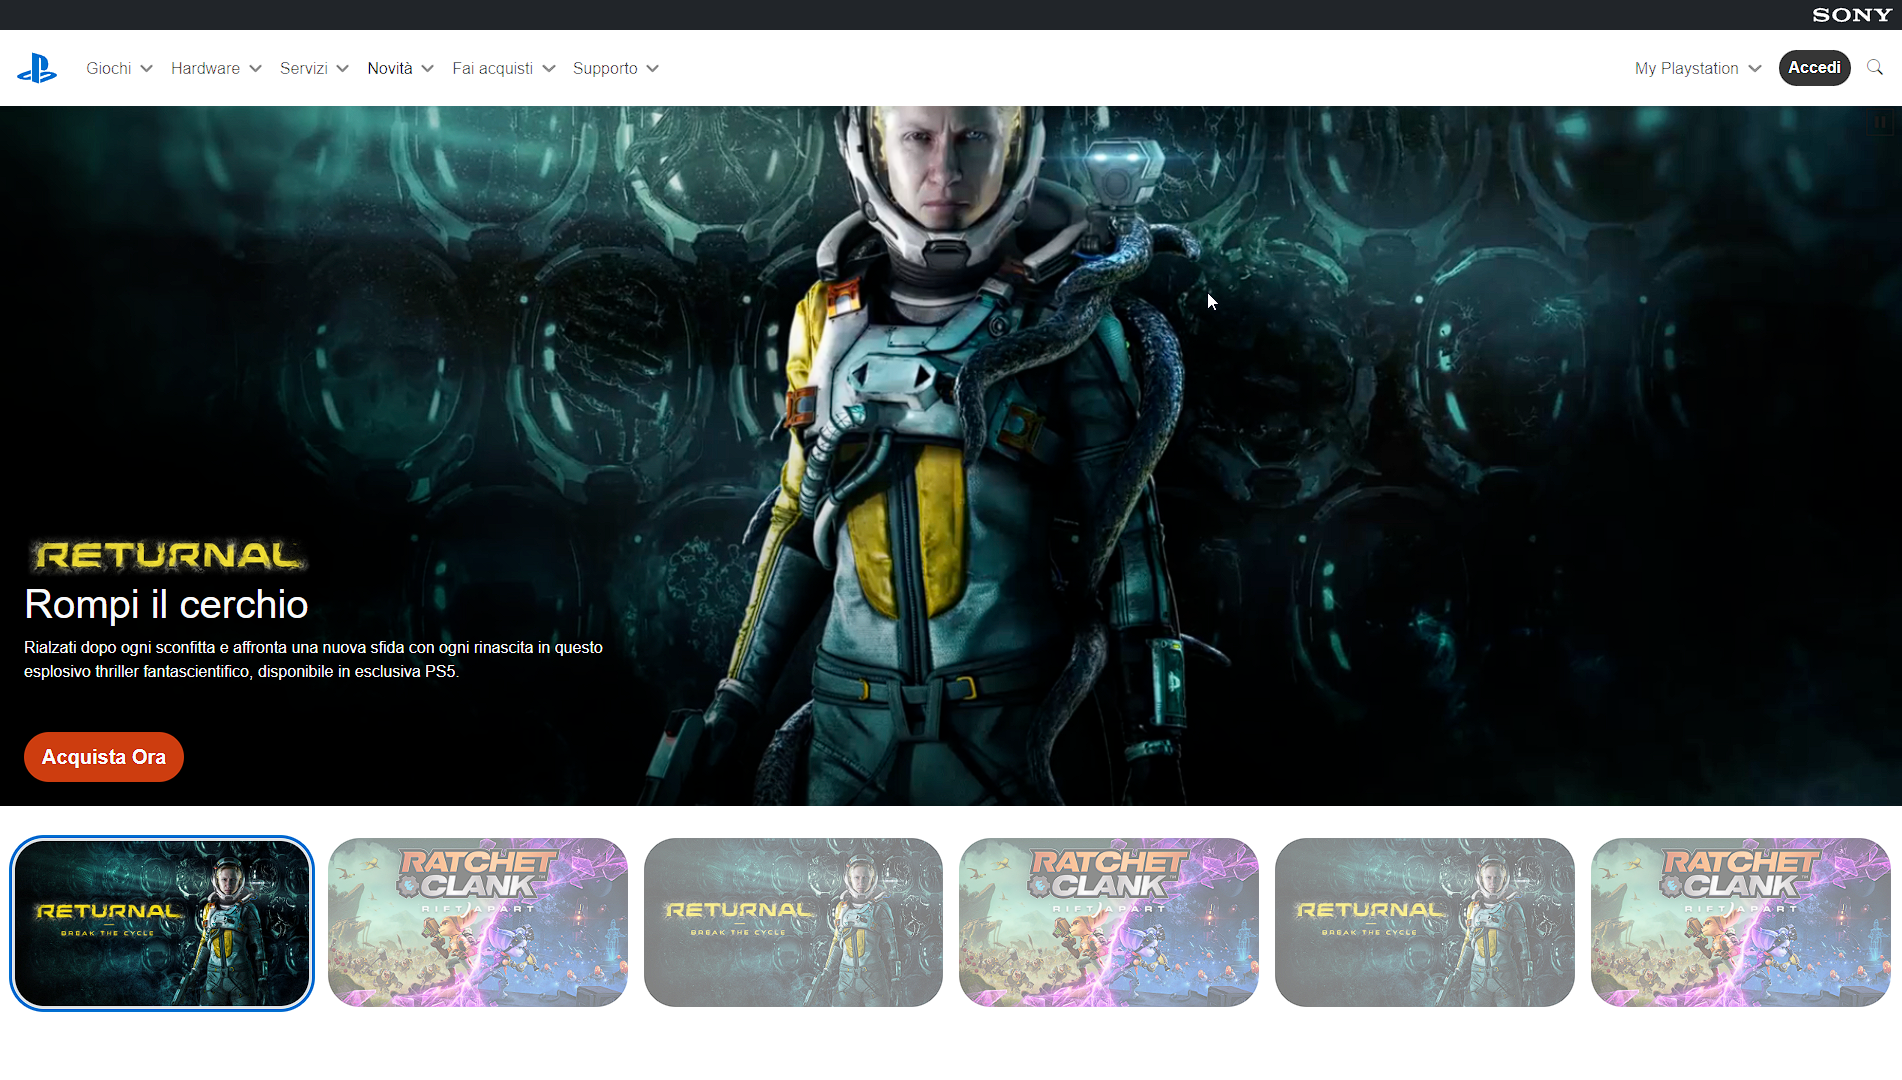 SONY
Giochi
Hardware
Servizi
Novità
Fai acquisti
Supporto
My Playstation
Accedi
RETURNAL
Rompi il cerchio
Rialzati dopo ogni sconfitta e affronta una nuova sfida con ogni rinascita in questo
esplosivo thriller fantascientifico, disponibile in esclusiva PS5.
Acquista Ora
RETURNAL
BREAK THE CYCLE
RATCHET
CLANK
RIFT APART
RETURNAL
BREAK THE CYCLE
RATCHET
CLANK
RIFT APART
RETURNAL
BREAK THE CYCLE
RATCHET
CLANK
RIFT APART